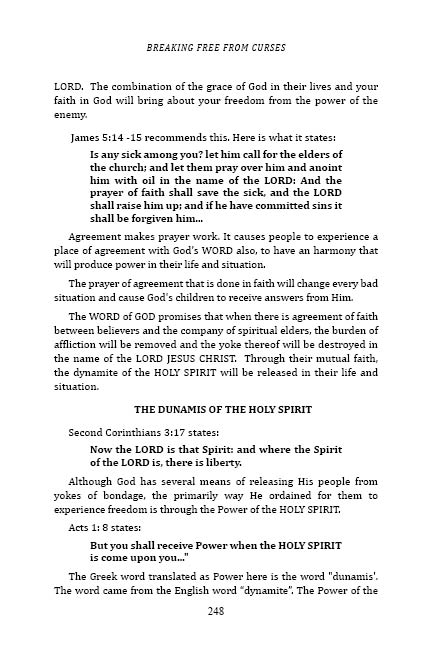 BREAKING FREE FROM CURSES
LORD.  The combination of the grace of God in their lives and your
faith in God will bring about your freedom from the power of the
enemy.
James 5:14 -15 recommends this. Here is what it states:
Is any sick among you? let him call for the elders of
the church; and let them pray over him and anoint
him with oil in the name of the LORD: And the
prayer of faith shall save the sick, and the LORD
shall raise him up; and if he have committed sins it
shall be forgiven him...
Agreement makes prayer work. It causes people to experience a
place of agreement with God's WORD also, to have an harmony that
will produce power in their life and situation.
The prayer of agreement that is done in faith will change every bad
situation and cause God's children to receive answers from Him.
The WORD of GOD promises that when there is agreement of faith
between believers and the company of spiritual elders, the burden of
affliction will be removed and the yoke thereof will be destroyed in
the name of the LORD JESUS CHRIST.  Through their mutual faith,
the dynamite of the HOLY SPIRIT will be released in their life and
situation.
THE DUNAMIS OF THE HOLY SPIRIT
Second Corinthians 3:17 states:
Now the LORD is that Spirit: and where the Spirit
of the LORD is, there is liberty.
Although God has several means of releasing His people from
yokes of bondage, the primarily way He ordained for them to
experience freedom is through the Power of the HOLY SPIRIT.
Acts 1: 8 states:
But you shall receive Power when the HOLY SPIRIT
is come upon you..."
The Greek word translated as Power here is the word "dunamis'.
The word came from the English word “dynamite”. The Power of the
248